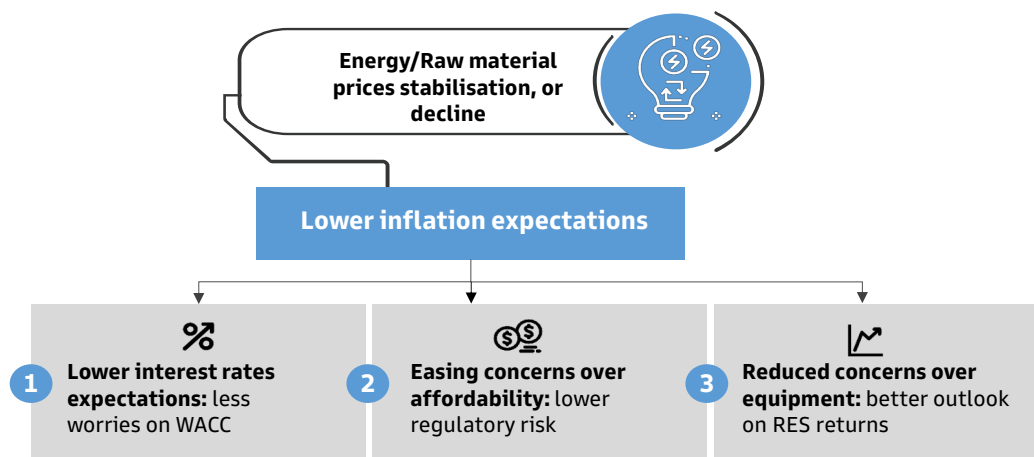 Energy/Raw material
prices stabilisation, or
decline
Lower inflation expectations
1
Lower interest rates
expectations: less
worries on WACC
2
Easing concerns over
affordability: lower
regulatory risk
3
Reduced concerns over
equipment: better outlook
on RES returns